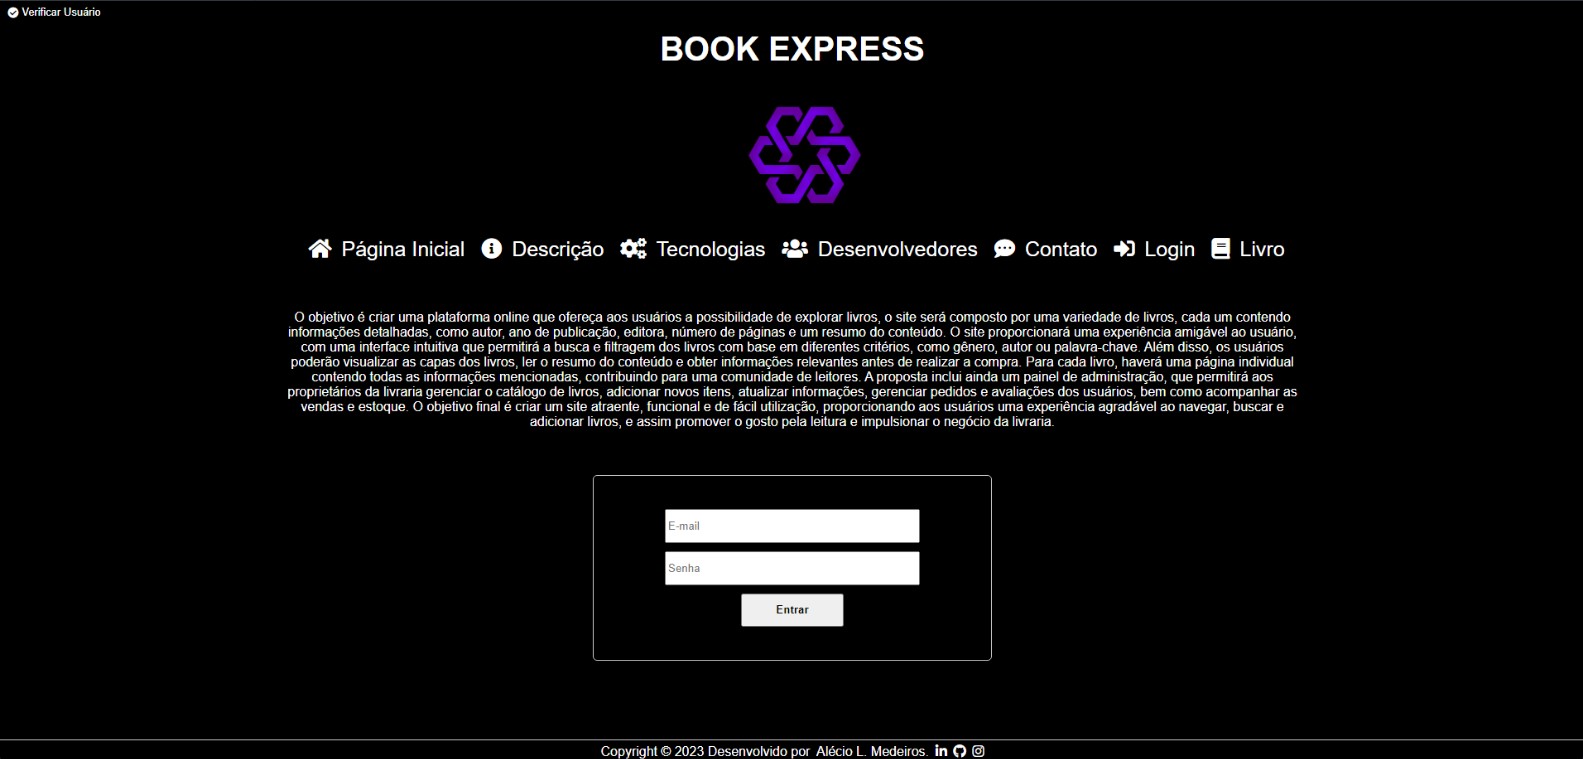 Verificar Usuário
BOOK EXPRESS
Página Inicial Descrição Tecnologias Desenvolvedores Contato Login Livro
O objetivo é criar uma plataforma online que ofereça aos usuários a possibilidade de explorar livros, o site será composto por uma variedade de livros, cada um contendo
informações detalhadas, como autor, ano de publicação, editora, número de páginas e um resumo do conteúdo. O site proporcionará uma experiência amigável ao usuário,
com uma interface intuitiva que permitirá a busca e filtragem dos livros com base em diferentes critérios, como gênero, autor ou palavra-chave. Além disso, os usuários
poderão visualizar as capas dos livros, ler o resumo do conteúdo e obter informações relevantes antes de realizar a compra. Para cada livro, haverá uma página individual
contendo todas as informações mencionadas, contribuindo para uma comunidade de leitores. A proposta inclui ainda um painel de administração, que permitirá aos
proprietários da livraria gerenciar o catálogo de livros, adicionar novos itens, atualizar informações, gerenciar pedidos e avaliações dos usuários, bem como acompanhar as
vendas e estoque. O objetivo final é criar um site atraente, funcional e de fácil utilização, proporcionando aos usuários uma experiência agradável ao navegar, buscar e
adicionar livros, e assim promover o gosto pela leitura e impulsionar o negócio da livraria.
E-mail
Senha
Entrar
Copyright © 2023 Desenvolvido por Alécio L. Medeiros.